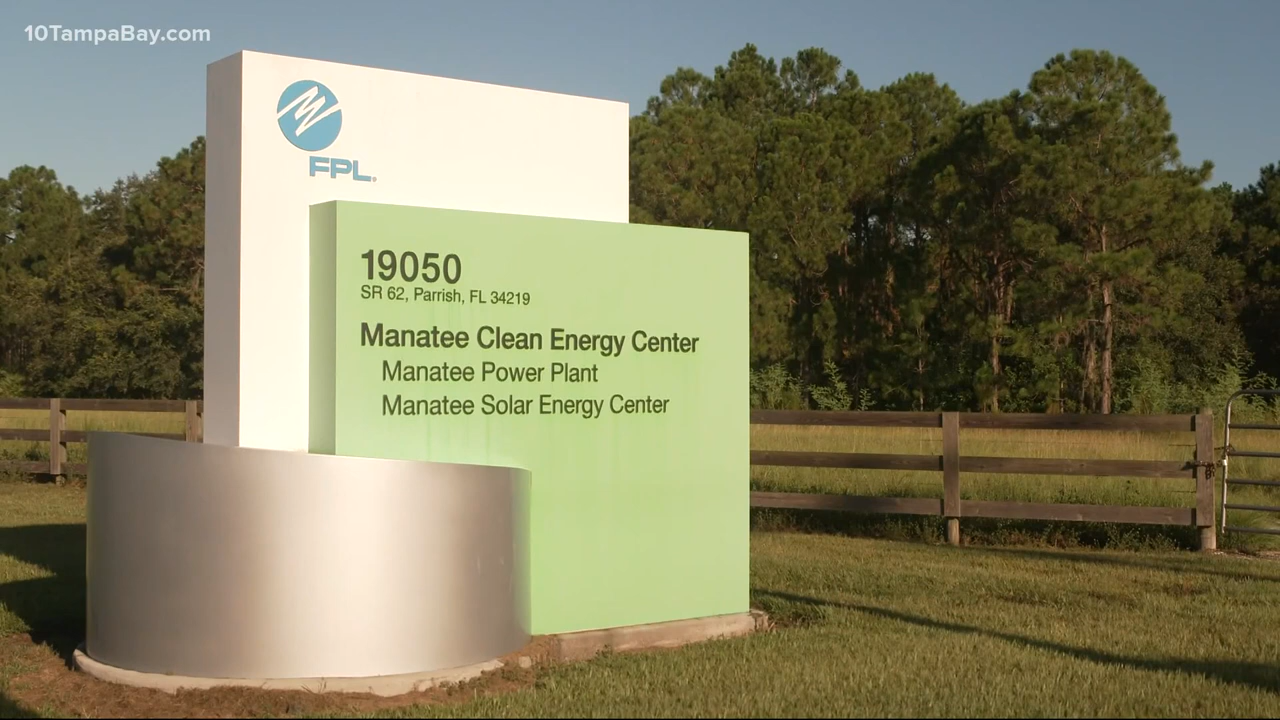 10TampaBay.com
FPL®
19050
SR 62, Parrish, FL 34219
Manatee Clean Energy Center
Manatee Power Plant
Manatee Solar Energy Center